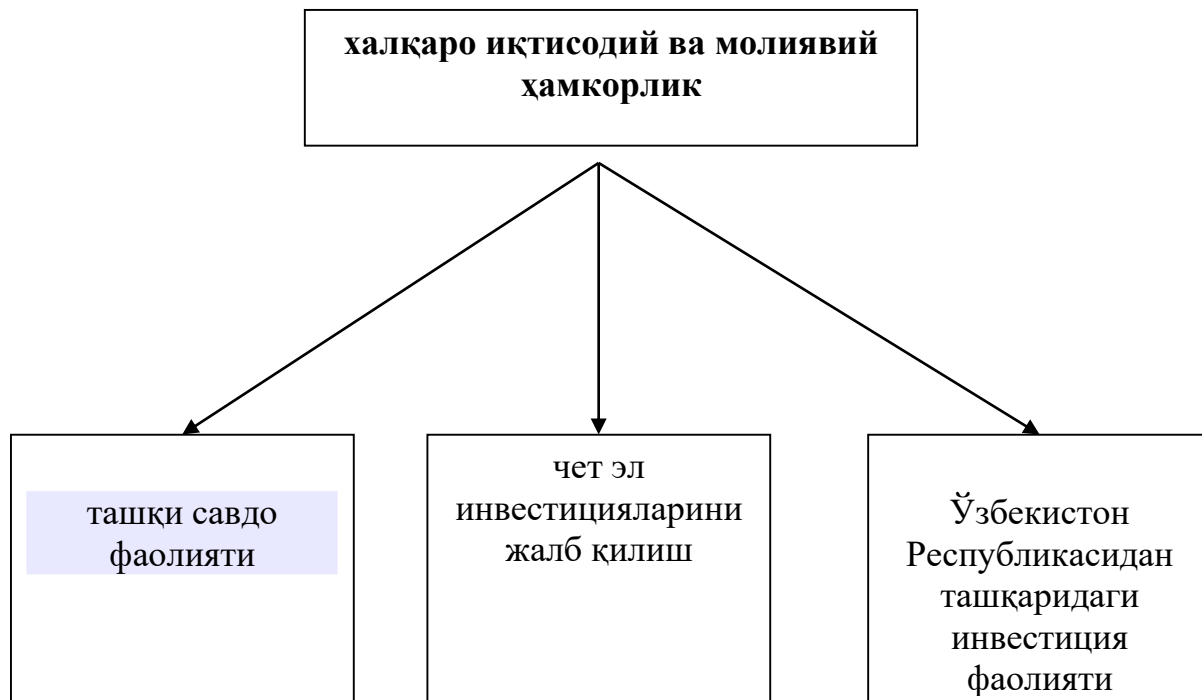 халқаро иқтисодий ва молиявий
ҳамкорлик
ташқи савдо
фаолияти
чет эл
инвестицияларини
жалб қилиш
Ўзбекистон
Республикасидан
ташқаридаги
инвестиция
фаолияти